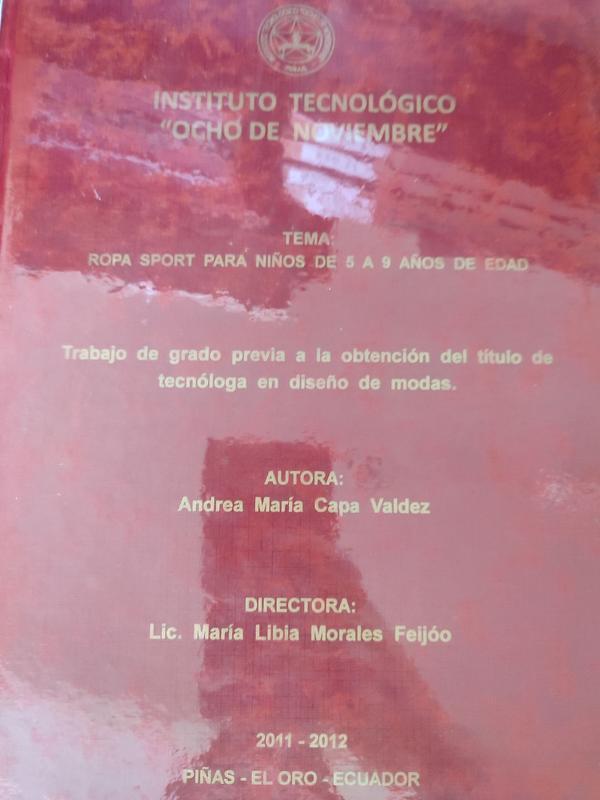 INSTITUTO TECNOLÓGICO
"OCHO DE NOVIEMBRE"
TEMA:
ROPA SPORT PARA NIÑOS DE 5 A 9 AÑOS DE EDAD
Trabajo de grado previa a la obtención del título de
tecnóloga en diseño de modas.
AUTORA:
Andrea María Capa Valdez
DIRECTORA:
Lic. María Libia Morales Feijóo
2011 - 2012
PIÑAS - EL ORO - ECUADOR